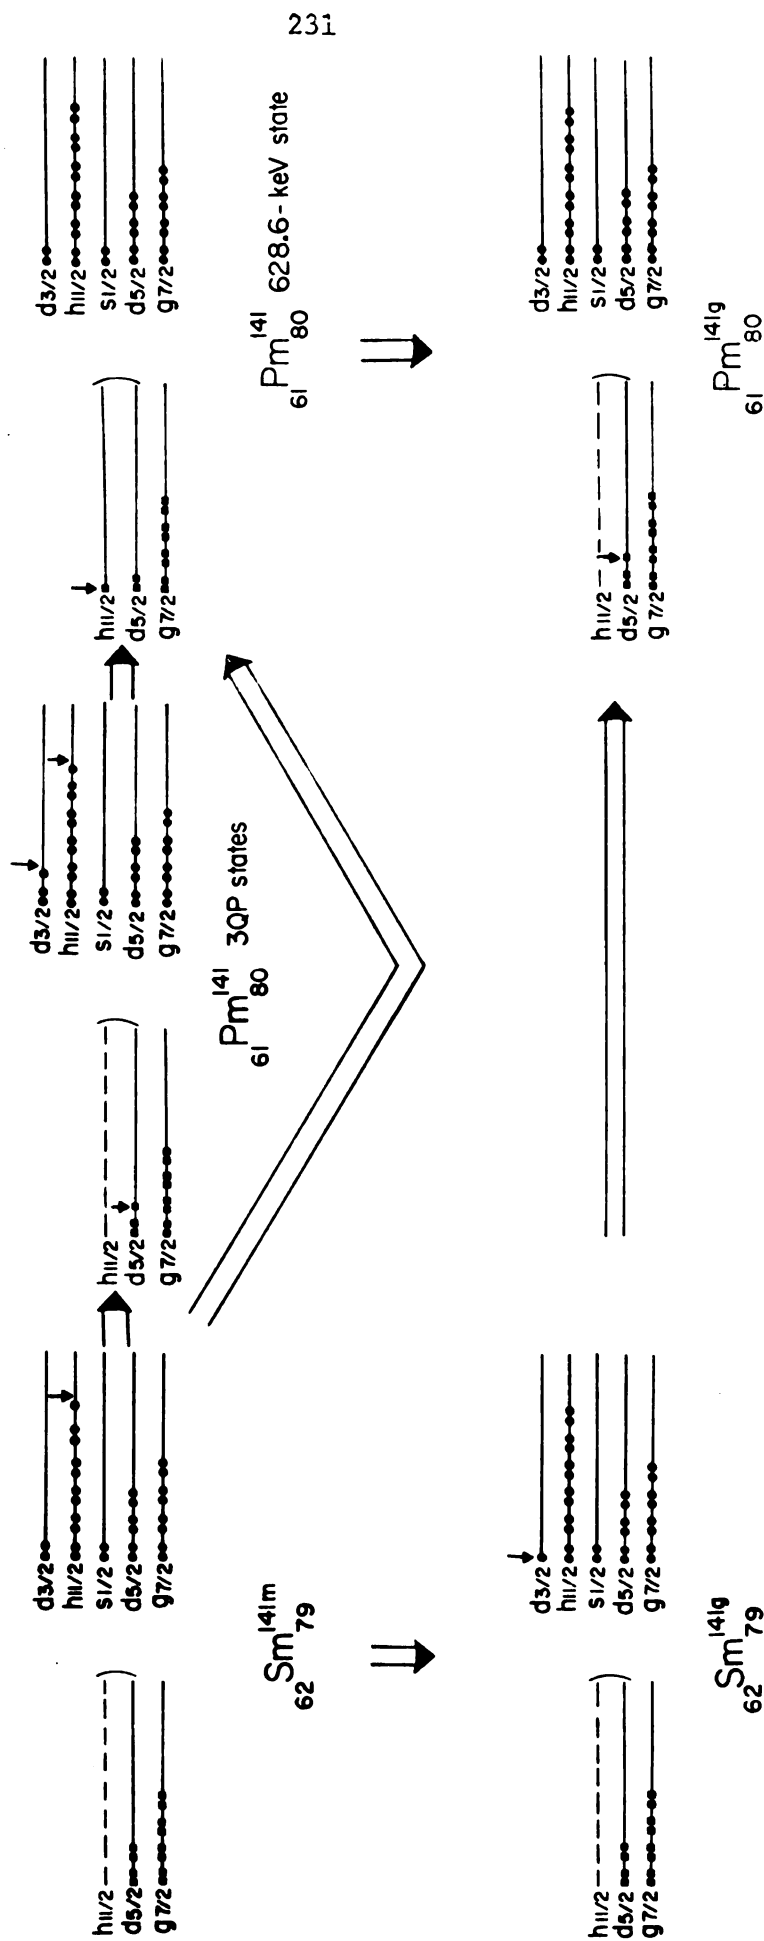 231
h11/2
d5/2
g7/2
d3/2
h11/2
s1/2
d5/2
g7/2
62Sm141m79
h11/2
d5/2
g7/2
d3/2
h11/2
s1/2
d5/2
g7/2
61Pm14180 3QP states
h11/2
d5/2
g7/2
d3/2
h11/2
s1/2
d5/2
g7/2
61Pm14180 628.6-keV state
h11/2
d5/2
g7/2
d3/2
h11/2
s1/2
d5/2
g7/2
62Sm141g79
h11/2
d5/2
g7/2
d3/2
h11/2
s1/2
d5/2
g7/2
61Pm141g80